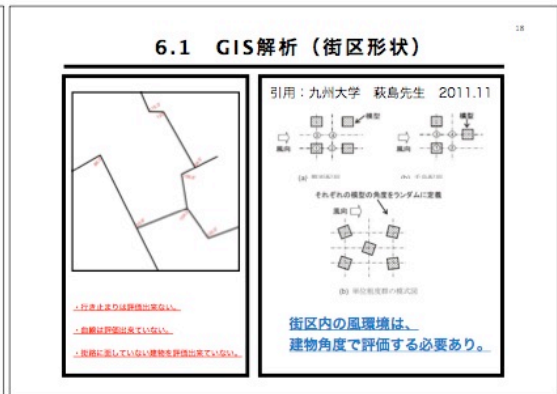 18
6.1 GIS解析（街区形状）
・行き止まりは評価出来ない。
・曲線は評価出来ていない。
・街路に面していない建物を評価出来ていない。
引用：九州大学 萩島先生 2011.11
模型
模型
風向
風向
(a)
(b)
それぞれの模型の角度をランダムに定義
風向
(b)
街区内の風環境は、
建物角度で評価する必要あり。